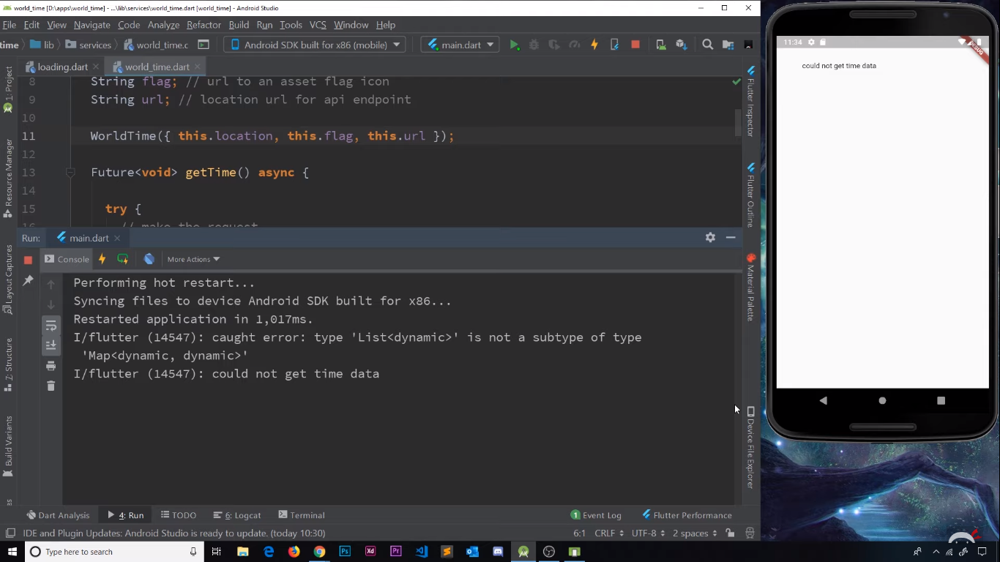 world_time [D:\apps\world_time] - ...\lib\services\world_time.dart [world_time] - Android Studio
File Edit View Navigate Code Analyze Refactor Build Run Tools VCS Window Help
time lib services world_time.c Android SDK built for x86 (mobile) main.dart
loading.dart world_time.dart
8 String flag; // url to an asset flag icon
9 String url; // location url for api endpoint
10
11 WorldTime({ this.location, this.flag, this.url });
12
13 Future<void> getTime() async {
14
15 try {
16 // make the request
Run: main.dart
Console More Actions
Performing hot restart...
Syncing files to device Android SDK built for x86...
Restarted application in 1,017ms.
I/flutter (14547): caught error: type 'List<dynamic>' is not a subtype of type
'Map<dynamic, dynamic>'
I/flutter (14547): could not get time data
Dart Analysis 4: Run TODO 6: Logcat Terminal Event Log Flutter Performance
IDE and Plugin Updates: Android Studio is ready to update. (today 10:30) 6:1 CRLF UTF-8 2 spaces
Type here to search
1: Project
Resource Manager
Layout Captures
7: Structure
Build Variants
Flutter Inspector
Flutter Outline
Material Palette
Device File Explorer
11:34
DEBUG
could not get time data